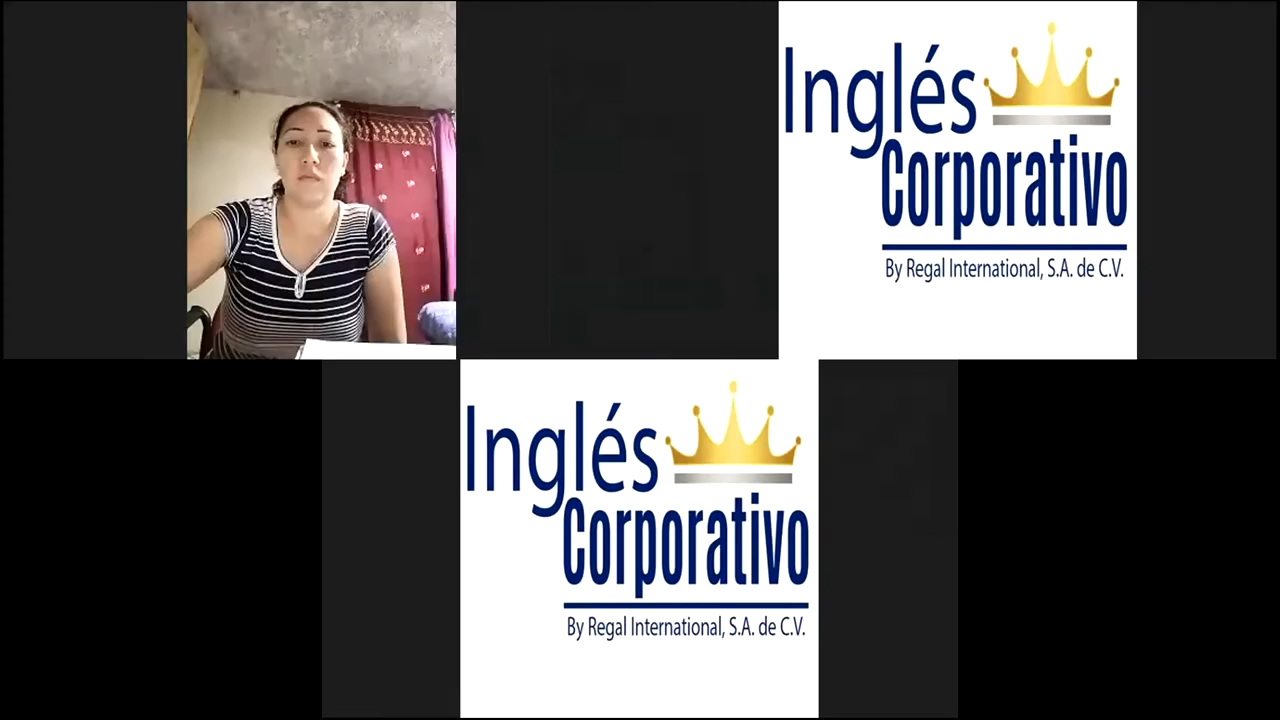 Inglés
Corporativo
By Regal International, S.A. de C.V.
Inglés
Corporativo
By Regal International, S.A. de C.V.